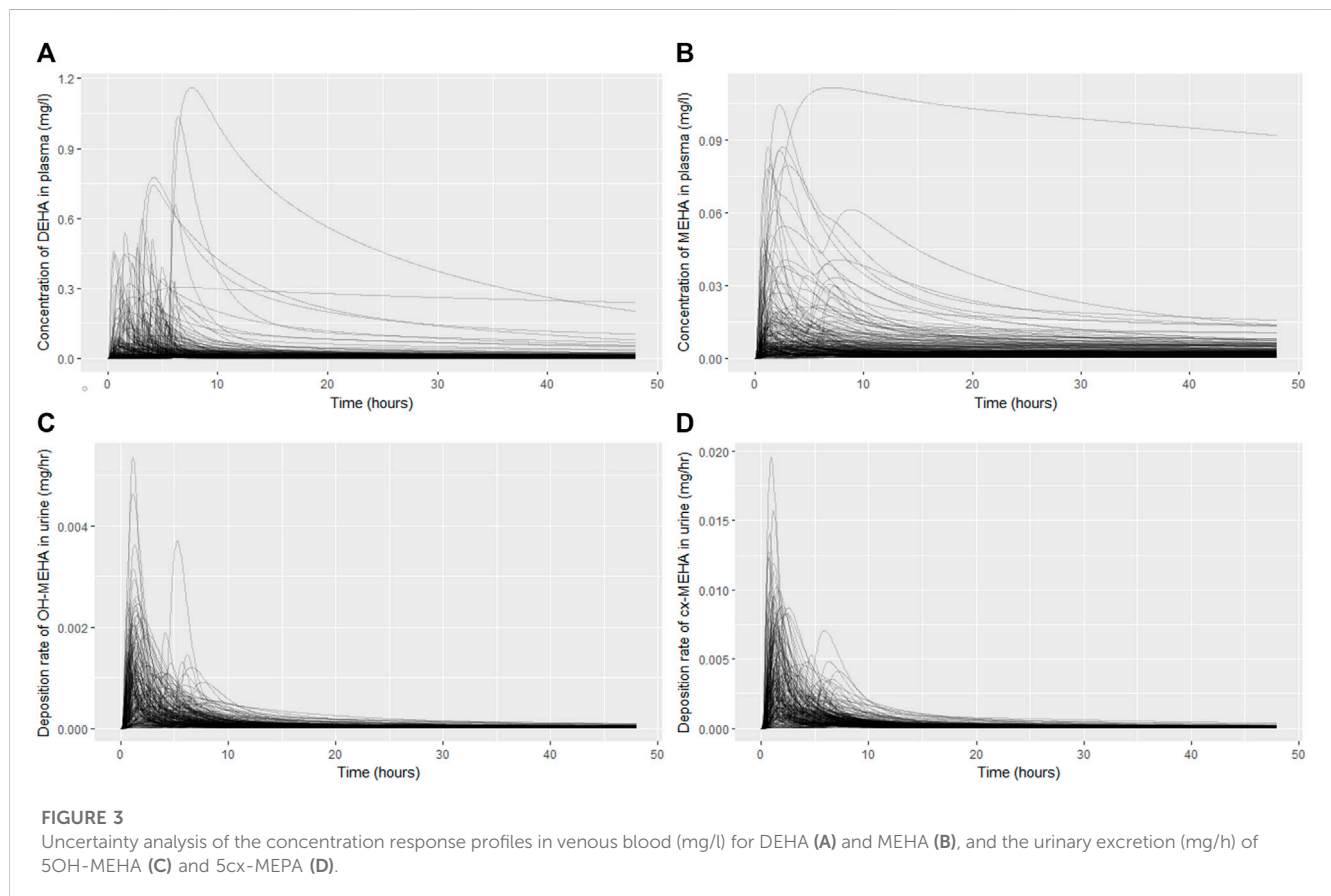 A
B
Concentration of DEHA in plasma (mg/l)
1.2
0.9
0.6
0.3
0.0
0 10 20 30 40 50
Time (hours)
Concentration of MEHA in plasma (mg/l)
0.09
0.06
0.03
0.00
0 10 20 30 40 50
Time (hours)
C
D
Deposition rate of OH-MEHA in urine (mg/hr)
0.004
0.002
0.000
0 10 20 30 40 50
Time (hours)
Deposition rate of cx-MEHA in urine (mg/hr)
0.020
0.015
0.010
0.005
0.000
0 10 20 30 40 50
Time (hours)
FIGURE 3
Uncertainty analysis of the concentration response profiles in venous blood (mg/l) for DEHA (A) and MEHA (B), and the urinary excretion (mg/h) of
5OH-MEHA (C) and 5cx-MEPA (D).